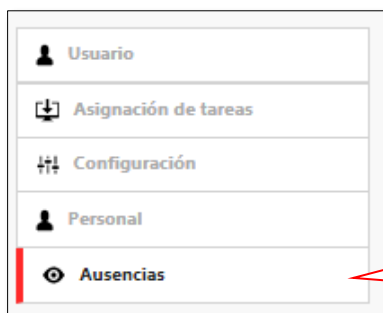 Usuario
Asignación de tareas
Configuración
Personal
Ausencias